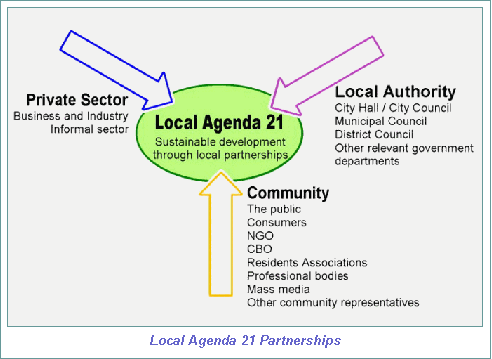 Private Sector
Business and Industry
Informal sector
Local Agenda 21
Sustainable development
through local partnerships
Local Authority
City Hall / City Council
Municipal Council
District Council
Other relevant government
departments
Community
The public
Consumers
NGO
CBO
Residents Associations
Professional bodies
Mass media
Other community representatives
Local Agenda 21 Partnerships